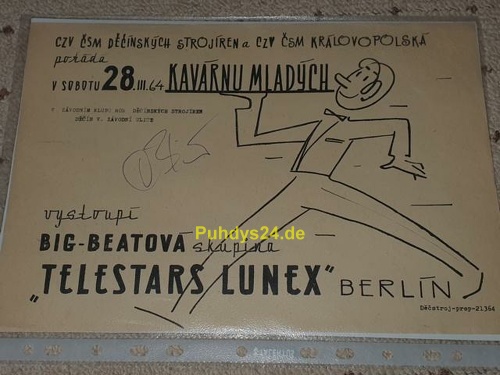 CZV ČSM DĚČÍNSKÝCH STROJÍREN a CZV ČSM KRÁLOVOPOLSKÁ
pořádá
V SOBOTU 28.III.64 KAVÁRNU MLADÝCH
V ZÁVODNÍM KLUBU ROH DĚČÍNSKÝCH STROJÍREN
DĚČÍN V. ZÁVODNÍ ULICE
vystoupí
Puhdys24.de
BIG-BEATOVÁ skupina
„TELESTARS LUNEX" BERLÍN
Děčstroj-prop-21364